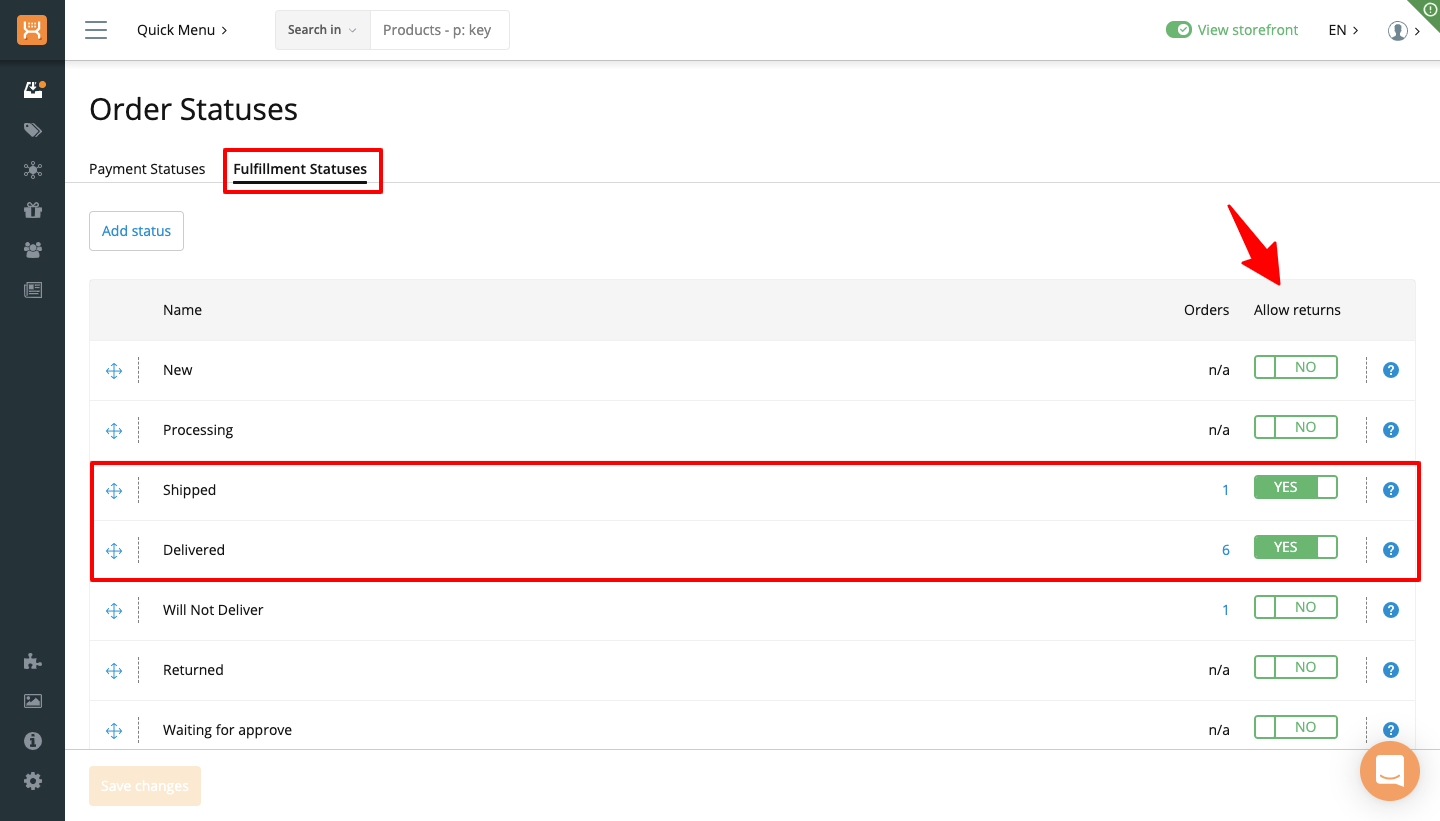 Quick Menu
Search in
Products - p: key
View storefront
EN
Order Statuses
Payment Statuses
Fulfillment Statuses
Add status
Name Orders Allow returns
New n/a NO
Processing n/a NO
Shipped 1 YES
Delivered 6 YES
Will Not Deliver 1 NO
Returned n/a NO
Waiting for approve n/a NO
Save changes